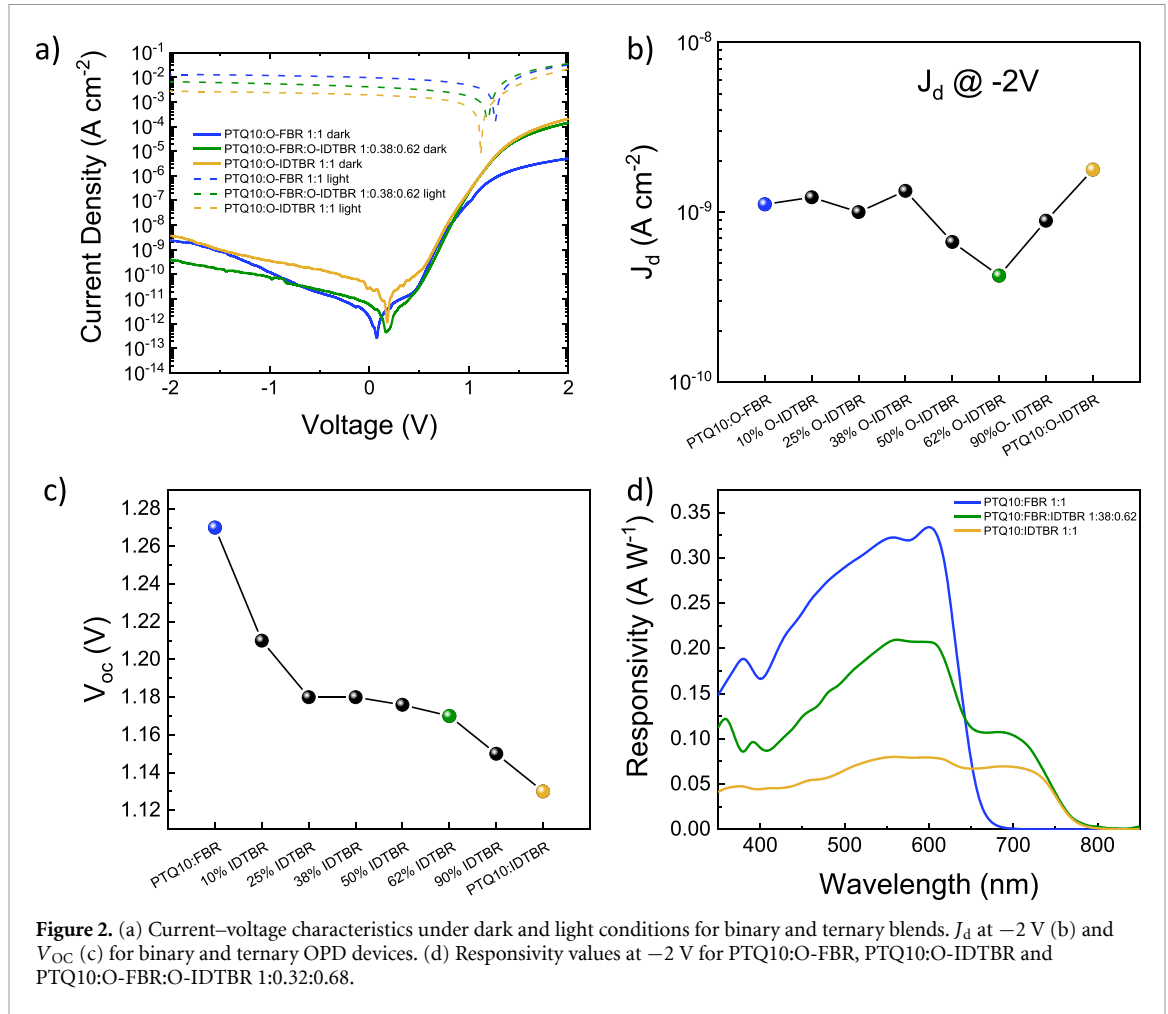 a)
Current Density (A cm-2)
10-1
10-2
10-3
10-4
10-5
10-6
10-7
10-8
10-9
10-10
10-11
10-12
10-13
10-14
PTQ10:O-FBR 1:1 dark
PTQ10:O-FBR:O-IDTBR 1:0.38:0.62 dark
PTQ10:O-IDTBR 1:1 dark
PTQ10:O-FBR 1:1 light
PTQ10:O-FBR:O-IDTBR 1:0.38:0.62 light
PTQ10:O-IDTBR 1:1 light
-2 -1 0 1 2
Voltage (V)
b)
Jd (A cm-2)
10-8
10-9
10-10
Jd @ -2V
PTQ10:O-FBR
10% O-IDTBR
25% O-IDTBR
38% O-IDTBR
50% O-IDTBR
62% O-IDTBR
90%O- IDTBR
PTQ10:O-IDTBR
c)
Voc (V)
1.28
1.26
1.24
1.22
1.20
1.18
1.16
1.14
1.12
PTQ10:FBR
10% IDTBR
25% IDTBR
38% IDTBR
50% IDTBR
62% IDTBR
90% IDTBR
PTQ10:IDTBR
d)
Responsivity (A W-1)
0.35
0.30
0.25
0.20
0.15
0.10
0.05
0.00
PTQ10:FBR 1:1
PTQ10:FBR:IDTBR 1:38:0.62
PTQ10:IDTBR 1:1
400 500 600 700 800
Wavelength (nm)
Figure 2. (a) Current–voltage characteristics under dark and light conditions for binary and ternary blends. Jd at −2 V (b) and
VOC (c) for binary and ternary OPD devices. (d) Responsivity values at −2 V for PTQ10:O-FBR, PTQ10:O-IDTBR and
PTQ10:O-FBR:O-IDTBR 1:0.32:0.68.